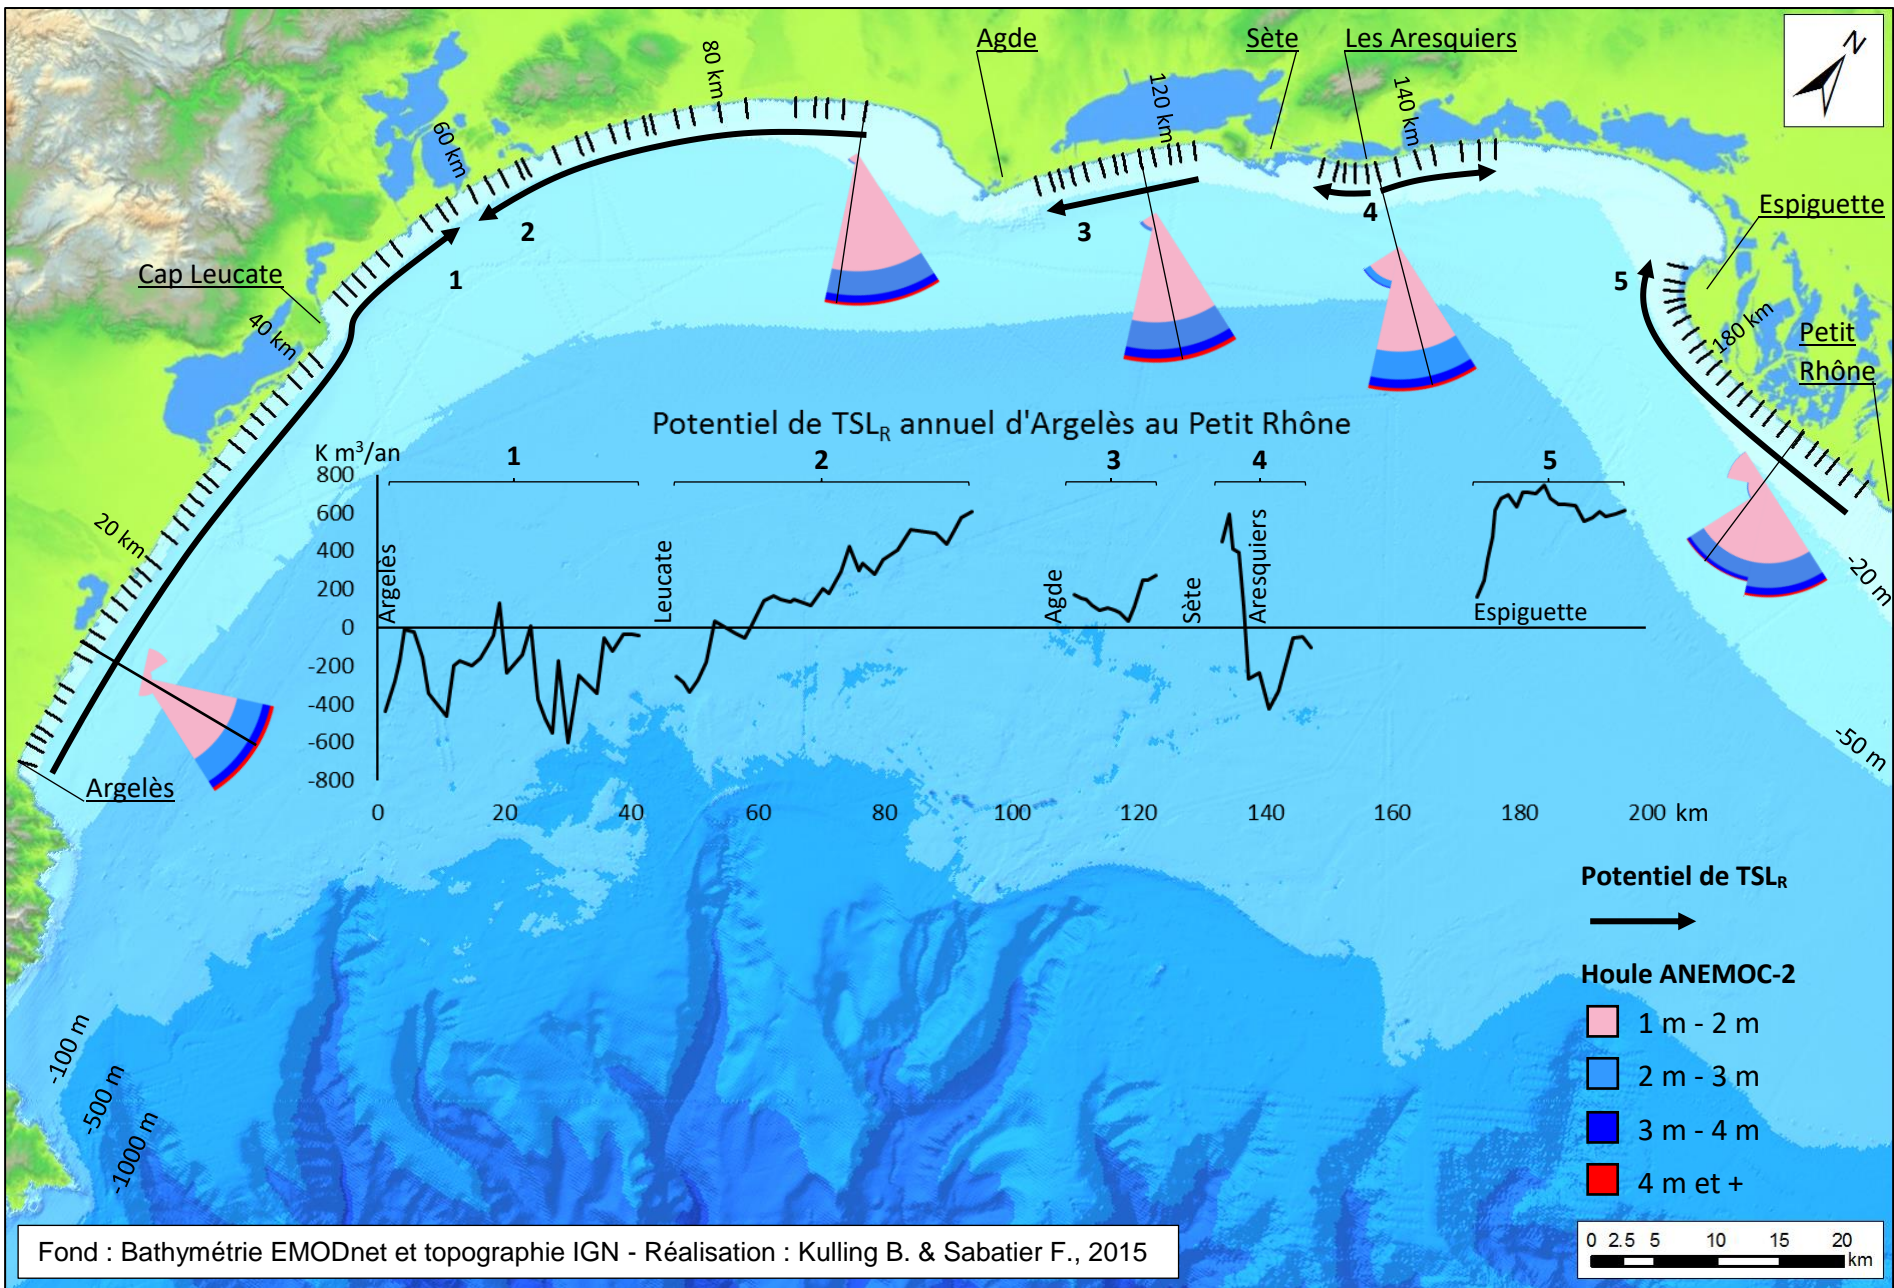 Agde
Sète
Les Aresquiers
N
80 km
120 km
140 km
60 km
Espiguette
2
3
4
5
1
Cap Leucate
40 km
180 km
Petit
Rhône
20 km
Potentiel de TSLR annuel d'Argelès au Petit Rhône
K m³/an
1
2
3
4
5
800
600
400
200
0
-200
-400
-600
-800
Argelès
Leucate
Agde
Sète
Aresquiers
Espiguette
0
20
40
60
80
100
120
140
160
180
200 km
-20 m
-50 m
Argelès
-100 m
-500 m
-1000 m
Potentiel de TSLR
Houle ANEMOC-2
1 m - 2 m
2 m - 3 m
3 m - 4 m
4 m et +
0 2.5 5 10 15 20
km
Fond : Bathymétrie EMODnet et topographie IGN - Réalisation : Kulling B. & Sabatier F., 2015